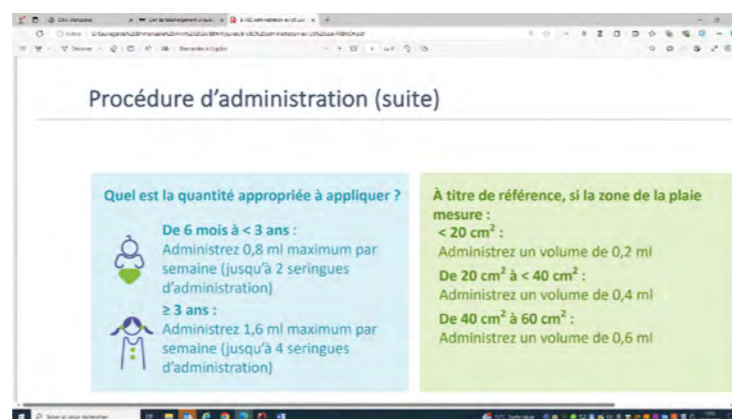 Procédure d'administration (suite)
Quel est la quantité appropriée à appliquer ?
De 6 mois à < 3 ans :
Administrez 0,8 ml maximum par
semaine (jusqu'à 2 seringues
d'administration)
≥ 3 ans :
Administrez 1,6 ml maximum par
semaine (jusqu'à 4 seringues
d'administration)
À titre de référence, si la zone de la plaie
mesure :
< 20 cm² :
Administrez un volume de 0,2 ml
De 20 cm² à < 40 cm² :
Administrez un volume de 0,4 ml
De 40 cm² à 60 cm² :
Administrez un volume de 0,6 ml